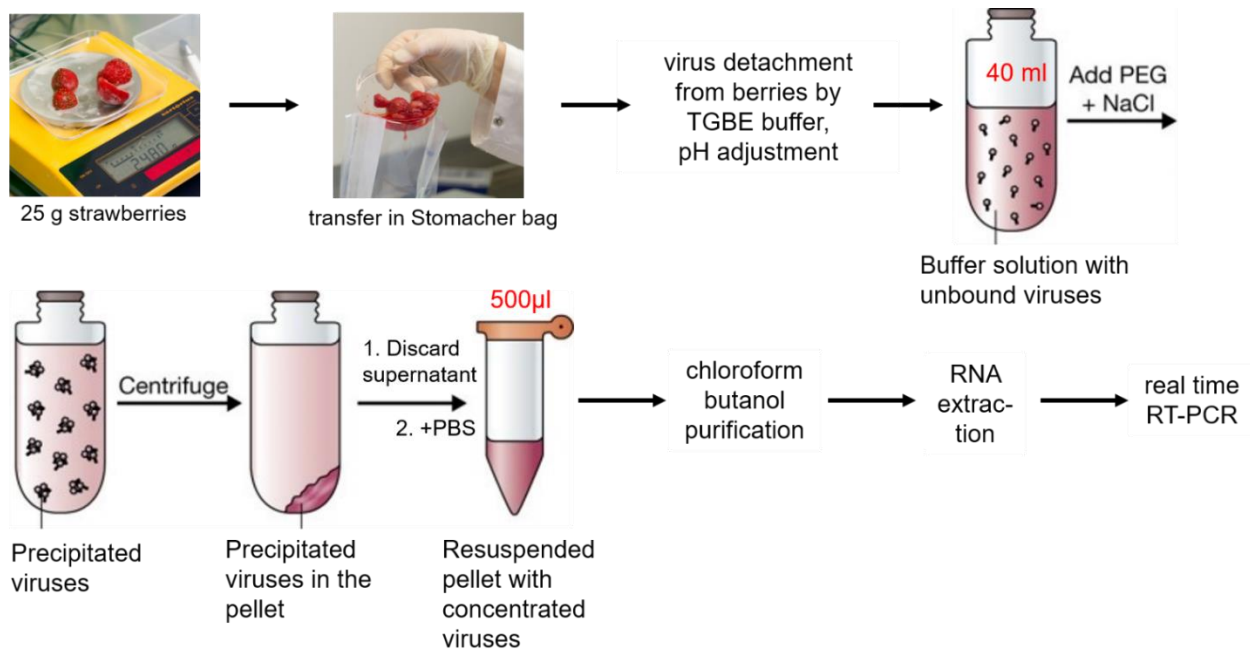 25 g strawberries
transfer in Stomacher bag
virus detachment
from berries by
TGBE buffer,
pH adjustment
40 ml
Add PEG
+ NaCl
Buffer solution with
unbound viruses
Precipitated
viruses
Centrifuge
Precipitated
viruses in the
pellet
1. Discard
supernatant
2. +PBS
500µl
Resuspended
pellet with
concentrated
viruses
chloroform
butanol
purification
RNA
extrac-
tion
real time
RT-PCR